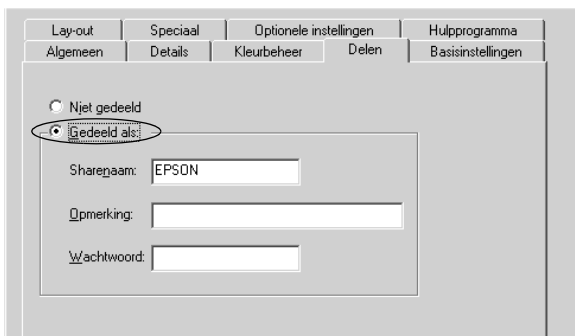 Lay-out Speciaal Optionele instellingen Hulpprogramma
Algemeen Details Kleurbeheer Delen Basisinstellingen
Niet gedeeld
Gedeeld als:
Sharenaam: EPSON
Opmerking:
Wachtwoord: